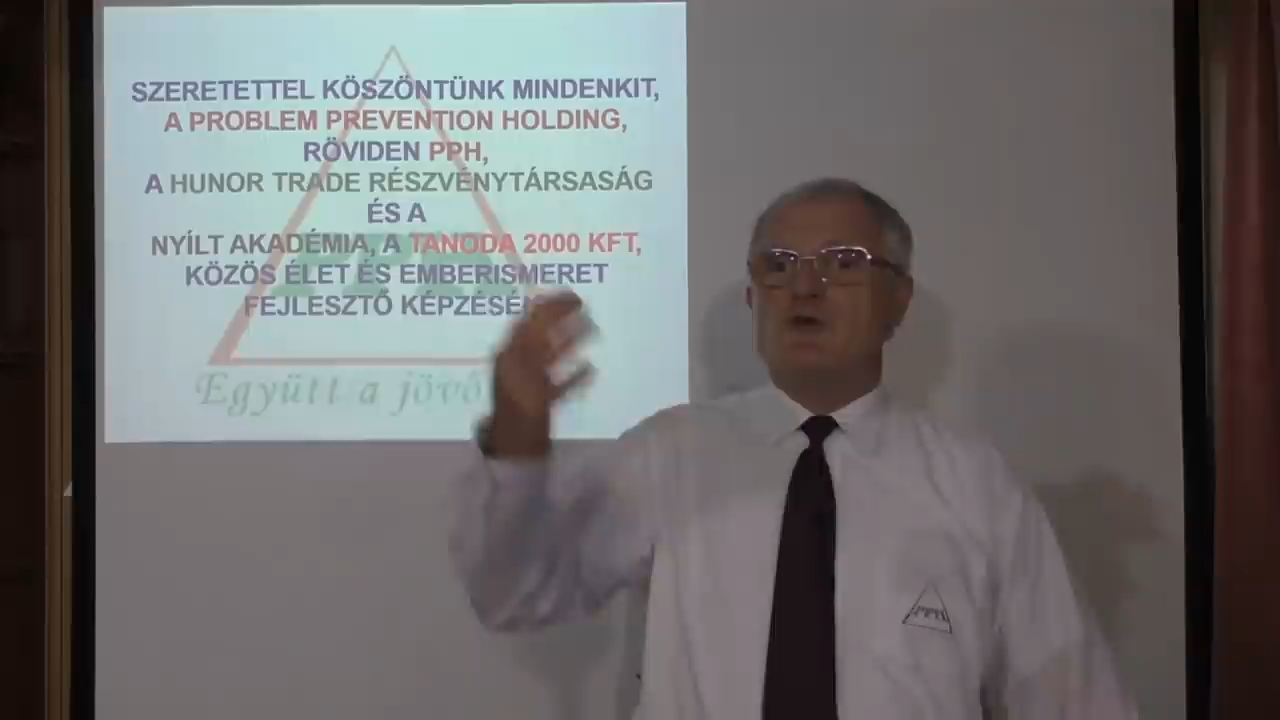 SZERETETTEL KÖSZÖNTÜNK MINDENKIT,
A PROBLEM PREVENTION HOLDING,
RÖVIDEN PPH,
A HUNOR TRADE RÉSZVÉNYTÁRSASÁG
ÉS A
NYÍLT AKADÉMIA, A TANODA 2000 KFT,
KÖZÖS ÉLET ÉS EMBERISMERET
FEJLESZTŐ
Együtt a
PPH